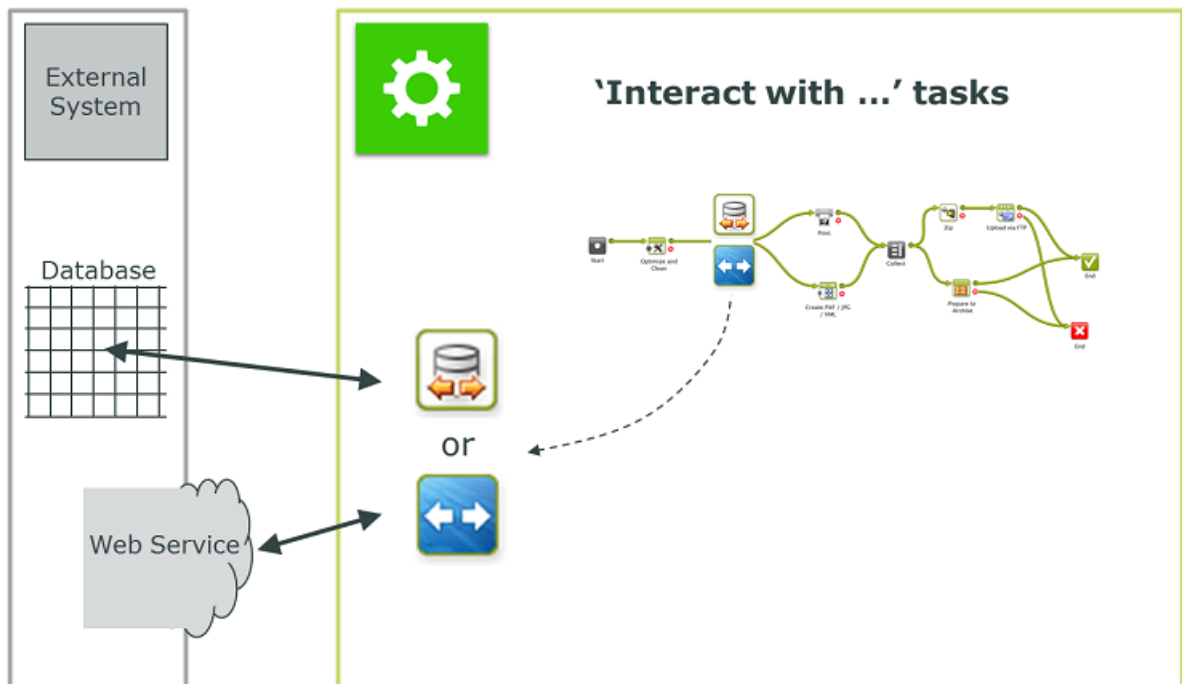 External
System
‘Interact with ...’ tasks
Database
or
Web Service
Start
Optimize and
Clean
Print
Create PAF / JPG
/ XML
Collect
Zip
Upload via FTP
Prepare to
Archive
End
End